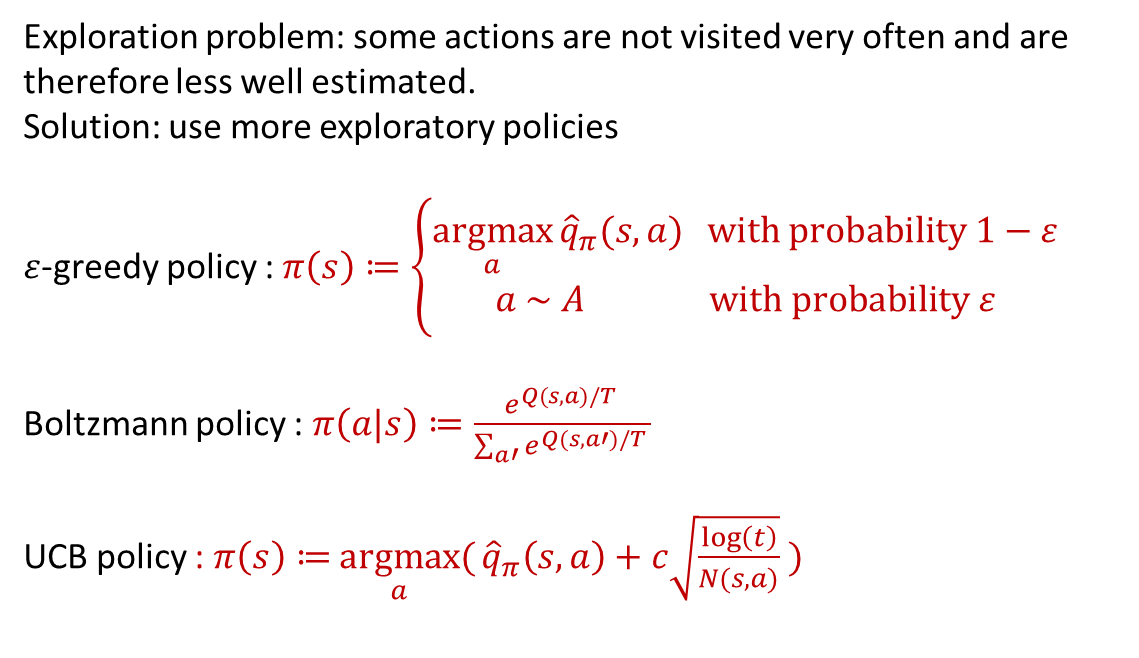 Exploration problem: some actions are not visited very often and are
therefore less well estimated.
Solution: use more exploratory policies
ε-greedy policy : π(s) ≔ { argmax_a q̂_π(s, a) with probability 1 − ε
a ~ A with probability ε
Boltzmann policy : π(a|s) ≔ e^{Q(s,a)/T} / ∑_{a′} e^{Q(s,a′)/T}
UCB policy : π(s) ≔ argmax_a( q̂_π(s, a) + c √(log(t) / N(s,a)) )